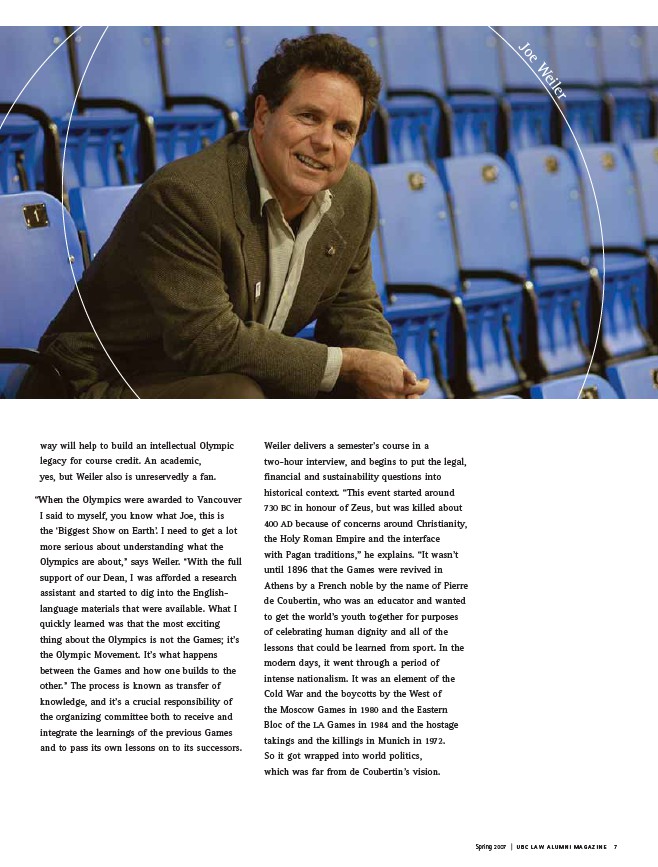 Joe Weiler
1
way will help to build an intellectual Olympic
legacy for course credit. An academic,
yes, but Weiler also is unreservedly a fan.
“When the Olympics were awarded to Vancouver
I said to myself, you know what Joe, this is
the ‘Biggest Show on Earth’. I need to get a lot
more serious about understanding what the
Olympics are about,” says Weiler. “With the full
support of our Dean, I was afforded a research
assistant and started to dig into the English-
language materials that were available. What I
quickly learned was that the most exciting
thing about the Olympics is not the Games; it’s
the Olympic Movement. It’s what happens
between the Games and how one builds to the
other.” The process is known as transfer of
knowledge, and it’s a crucial responsibility of
the organizing committee both to receive and
integrate the learnings of the previous Games
and to pass its own lessons on to its successors.
Weiler delivers a semester’s course in a
two-hour interview, and begins to put the legal,
financial and sustainability questions into
historical context. “This event started around
730 BC in honour of Zeus, but was killed about
400 AD because of concerns around Christianity,
the Holy Roman Empire and the interface
with Pagan traditions,” he explains. “It wasn’t
until 1896 that the Games were revived in
Athens by a French noble by the name of Pierre
de Coubertin, who was an educator and wanted
to get the world’s youth together for purposes
of celebrating human dignity and all of the
lessons that could be learned from sport. In the
modern days, it went through a period of
intense nationalism. It was an element of the
Cold War and the boycotts by the West of
the Moscow Games in 1980 and the Eastern
Bloc of the LA Games in 1984 and the hostage
takings and the killings in Munich in 1972.
So it got wrapped into world politics,
which was far from de Coubertin’s vision.
Spring 2007 | UBC LAW ALUMNI MAGAZINE 7